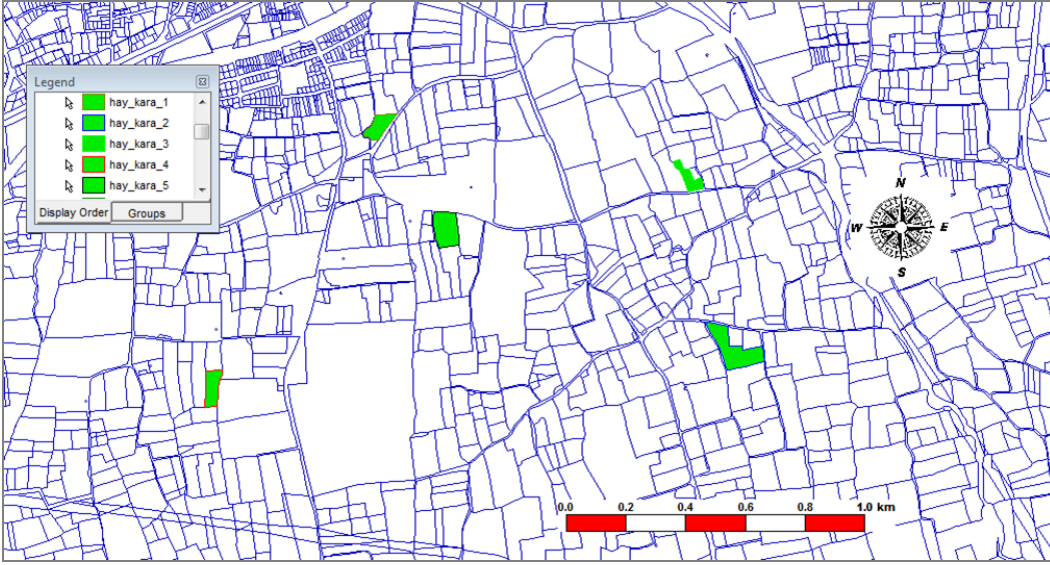 Legend
hay_kara_1
hay_kara_2
hay_kara_3
hay_kara_4
hay_kara_5
Display Order Groups
N
W E
S
0.0 0.2 0.4 0.6 0.8 1.0 km